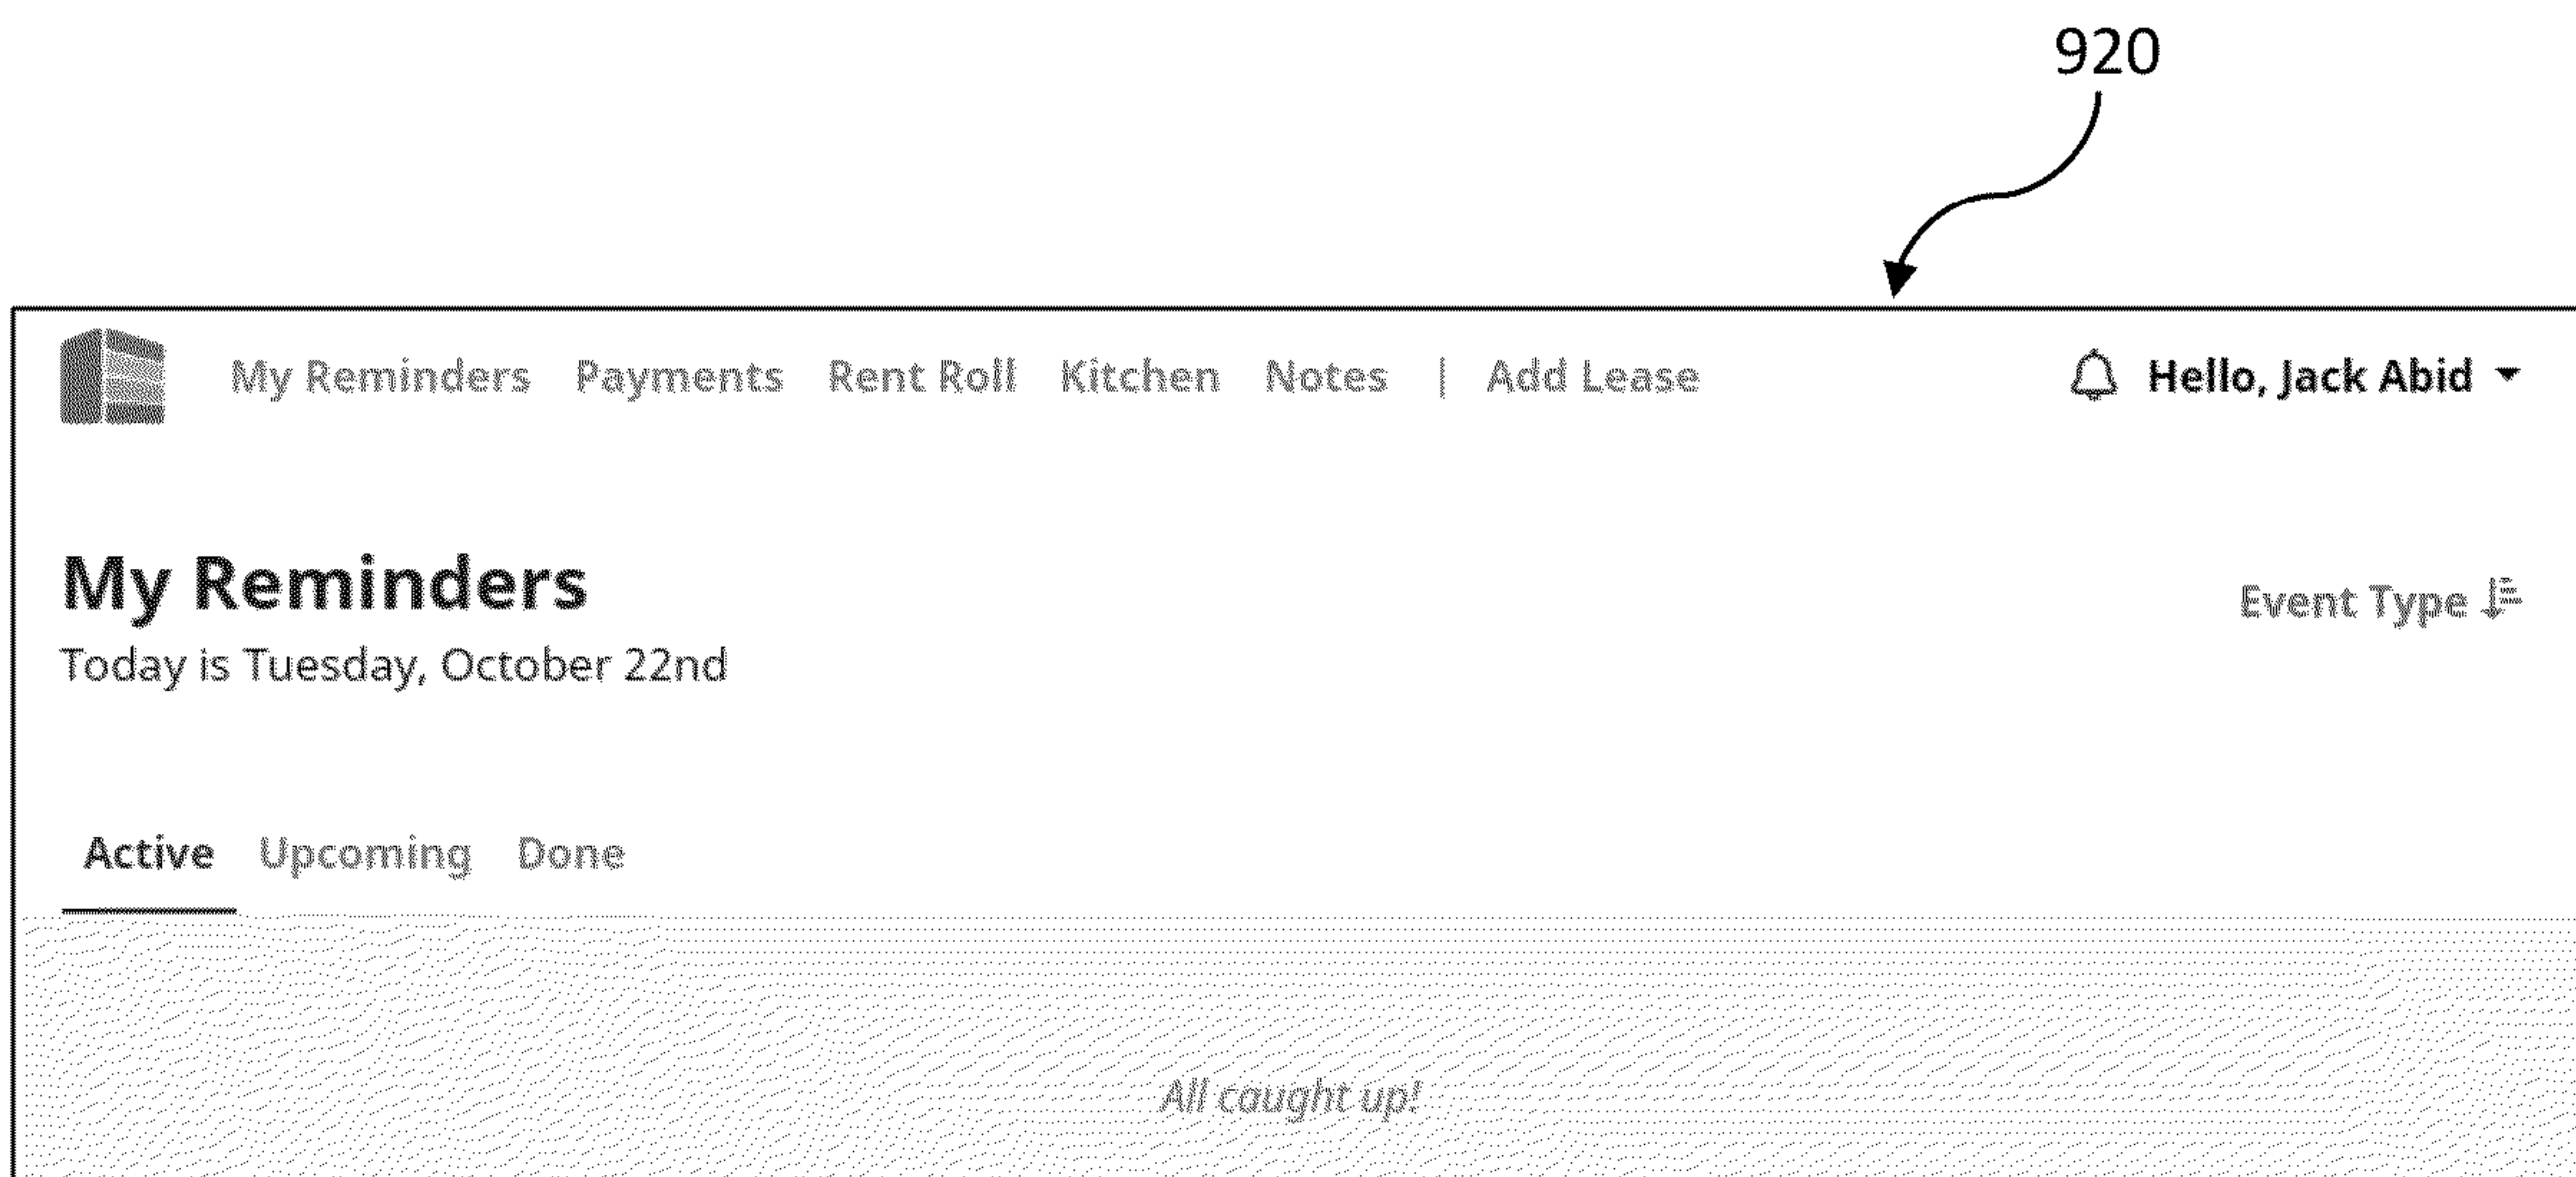 920
My Reminders Payments Rent Roll Kitchen Notes | Add Lease Hello, Jack Abid
My Reminders
Event Type
Today is Tuesday, October 22nd
Active Upcoming Done
All caught up!